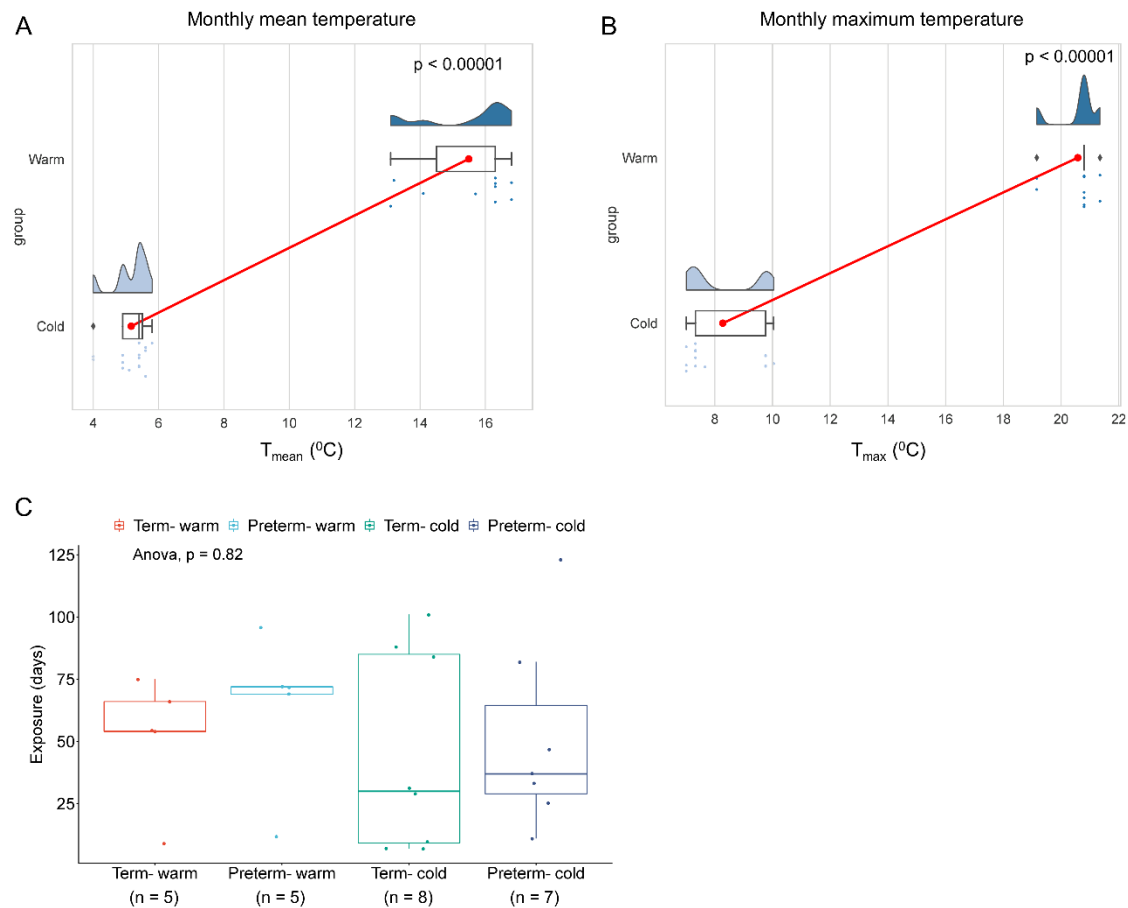 A
Monthly mean temperature
p < 0.00001
Warm
group
Cold
4 6 8 10 12 14 16
Tmean (⁰C)
B
Monthly maximum temperature
p < 0.00001
Warm
group
Cold
8 10 12 14 16 18 20 22
Tmax (⁰C)
C
Term- warm Preterm- warm Term- cold Preterm- cold
Anova, p = 0.82
125
100
75
50
25
Exposure (days)
Term- warm Preterm- warm Term- cold Preterm- cold
(n = 5) (n = 5) (n = 8) (n = 7)